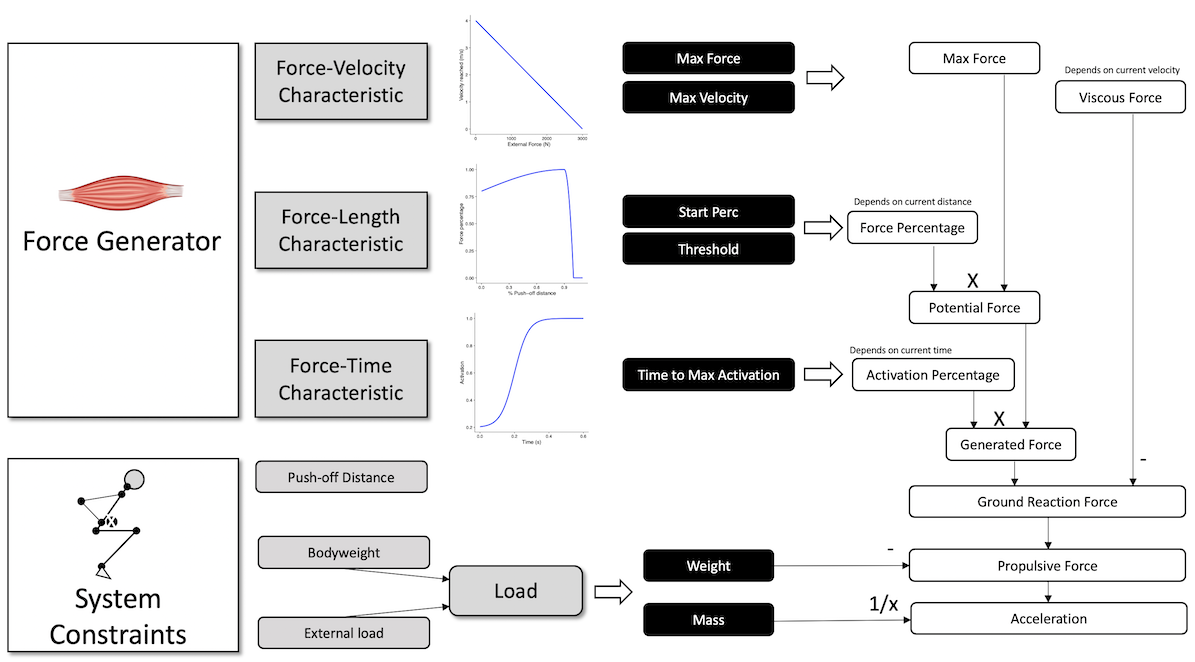 Force Generator
Force-Velocity
Characteristic
Velocity reached (m/s)
4
3
2
1
0
0
1000
2000
3000
External Force (N)
Max Force
Max Velocity
Max Force
Depends on current velocity
Viscous Force
Force-Length
Characteristic
Force percentage
1.00
0.75
0.50
0.25
0.00
0.0
0.3
0.6
0.9
% Push-off distance
Start Perc
Threshold
Depends on current distance
Force Percentage
X
Potential Force
Force-Time
Characteristic
Activation
1.0
0.8
0.6
0.4
0.2
0.0
0.2
0.4
0.6
Time (s)
Time to Max Activation
Depends on current time
Activation Percentage
X
Generated Force
-
Ground Reaction Force
System
Constraints
Push-off Distance
Bodyweight
External load
Load
Weight
Mass
-
Propulsive Force
1/x
Acceleration